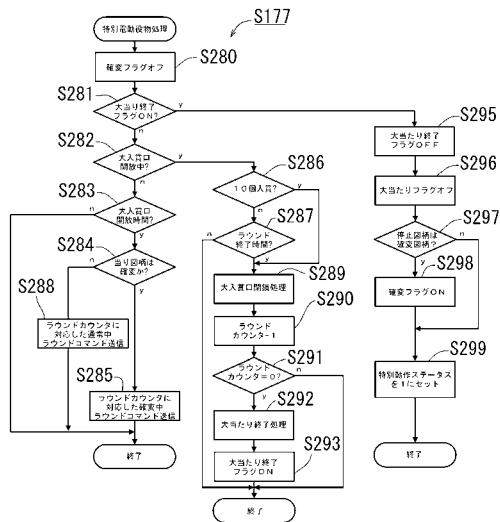 S177
特別電動役物処理
S280
確変フラグオフ
S281
大当り終了
フラグON?
y
n
S282
大入賞口
開放中?
y
n
S283
大入賞口
開放時間?
n
y
S284
当り図柄は
確変か?
n
y
S288
ラウンドカウンタに
対応した通常中
ラウンドコマンド送信
S285
ラウンドカウンタに
対応した確変中
ラウンドコマンド送信
終了
S286
10個入賞?
y
n
S287
ラウンド
終了時間?
n
y
S289
大入賞口閉鎖処理
S290
ラウンド
カウンタ-1
S291
ラウンド
カウンタ=0?
n
y
S292
大当たり終了処理
S293
大当たり終了
フラグON
終了
S295
大当たり終了
フラグOFF
S296
大当たりフラグオフ
S297
停止図柄は
確変図柄?
n
y
S298
確変フラグON
S299
特別動作ステータス
を1にセット
終了